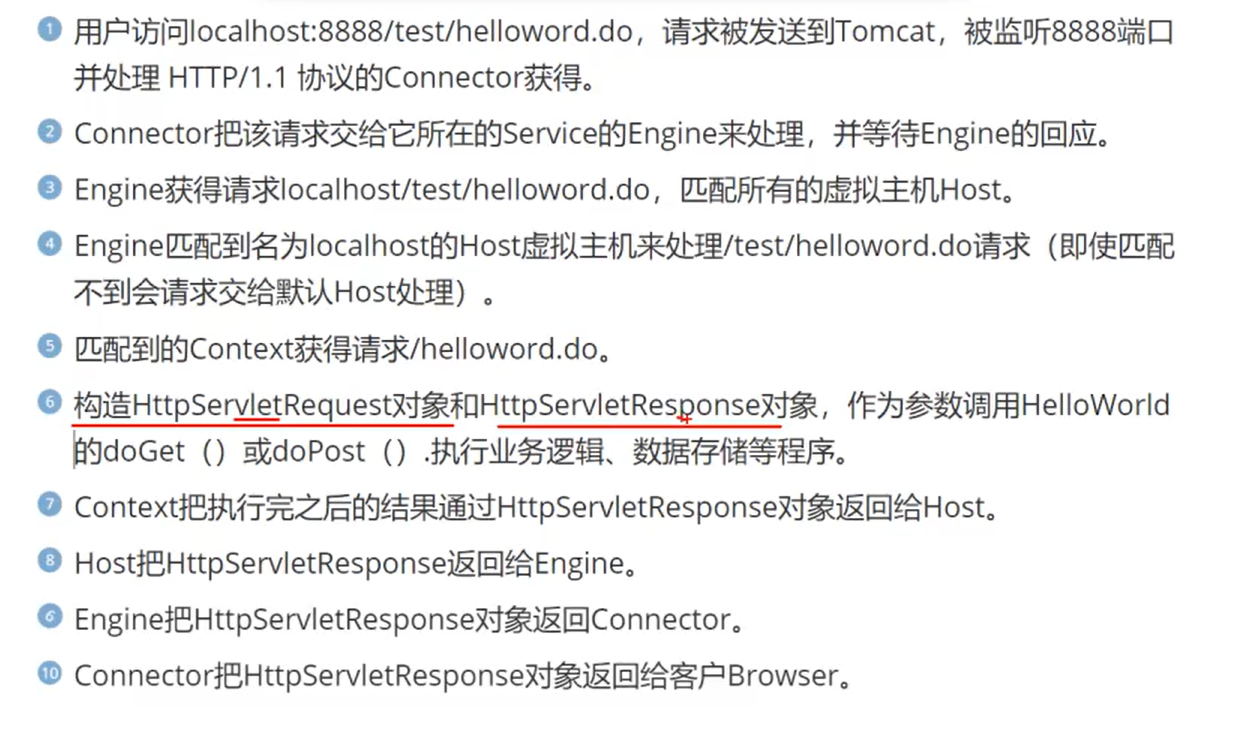 1 用户访问localhost:8888/test/helloword.do，请求被发送到Tomcat，被监听8888端口
并处理 HTTP/1.1 协议的Connector获得。
2 Connector把该请求交给它所在的Service的Engine来处理，并等待Engine的回应。
3 Engine获得请求localhost/test/helloword.do，匹配所有的虚拟主机Host。
4 Engine匹配到名为localhost的Host虚拟主机来处理/test/helloword.do请求（即使匹配
不到会请求交给默认Host处理）。
5 匹配到的Context获得请求/helloword.do。
6 构造HttpServletRequest对象和HttpServletResponse对象，作为参数调用HelloWorld
的doGet（）或doPost（）.执行业务逻辑、数据存储等程序。
7 Context把执行完之后的结果通过HttpServletResponse对象返回给Host。
8 Host把HttpServletResponse返回给Engine。
6 Engine把HttpServletResponse对象返回Connector。
10 Connector把HttpServletResponse对象返回给客户Browser。